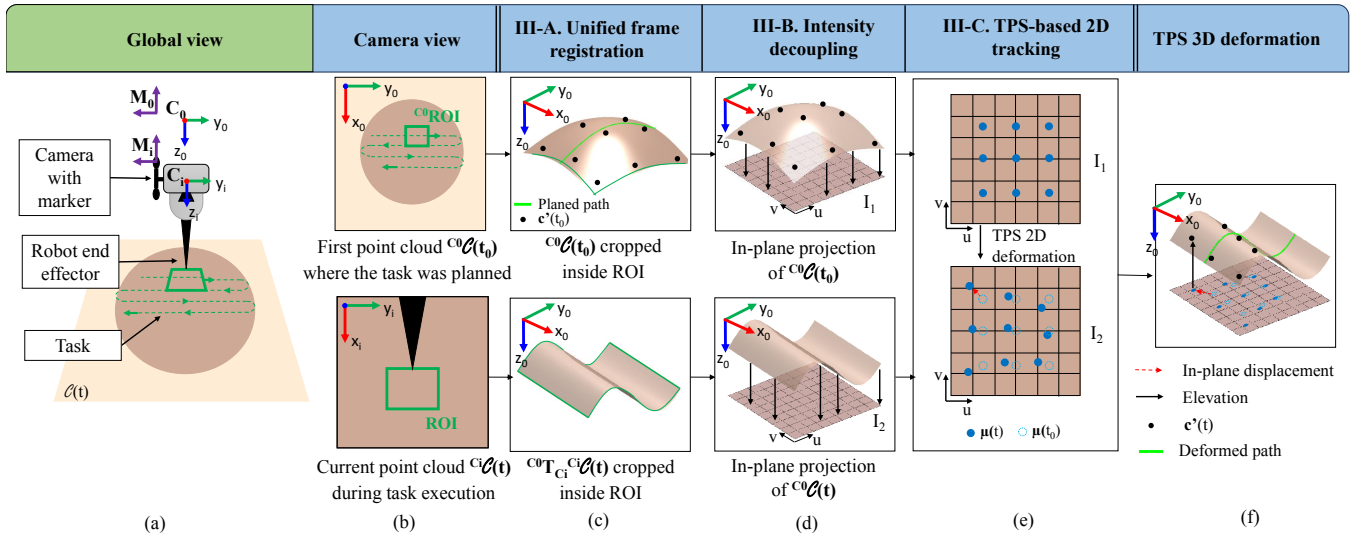 Global view
Camera view
III-A. Unified frame
registration
III-B. Intensity
decoupling
III-C. TPS-based 2D
tracking
TPS 3D deformation
M₀
C₀
y₀
z₀
Mᵢ
Cᵢ
yᵢ
zᵢ
Camera
with
marker
Robot end
effector
Task
𝒞(t)
(a)
y₀
x₀
C0ROI
First point cloud C0𝒞(t₀)
where the task was planned
yᵢ
xᵢ
ROI
Current point cloud Ci𝒞(t)
during task execution
(b)
y₀
x₀
z₀
Planed path
c'(t₀)
C0𝒞(t₀) cropped
inside ROI
y₀
x₀
z₀
C0T_Ci Ci𝒞(t) cropped
inside ROI
(c)
y₀
x₀
z₀
v
u
I₁
In-plane projection
of C0𝒞(t₀)
y₀
x₀
z₀
v
u
I₂
In-plane projection
of C0𝒞(t)
(d)
I₁
v
u
TPS 2D
deformation
I₂
v
u
μ(t)
μ(t₀)
(e)
y₀
x₀
z₀
In-plane displacement
Elevation
c'(t)
Deformed path
(f)